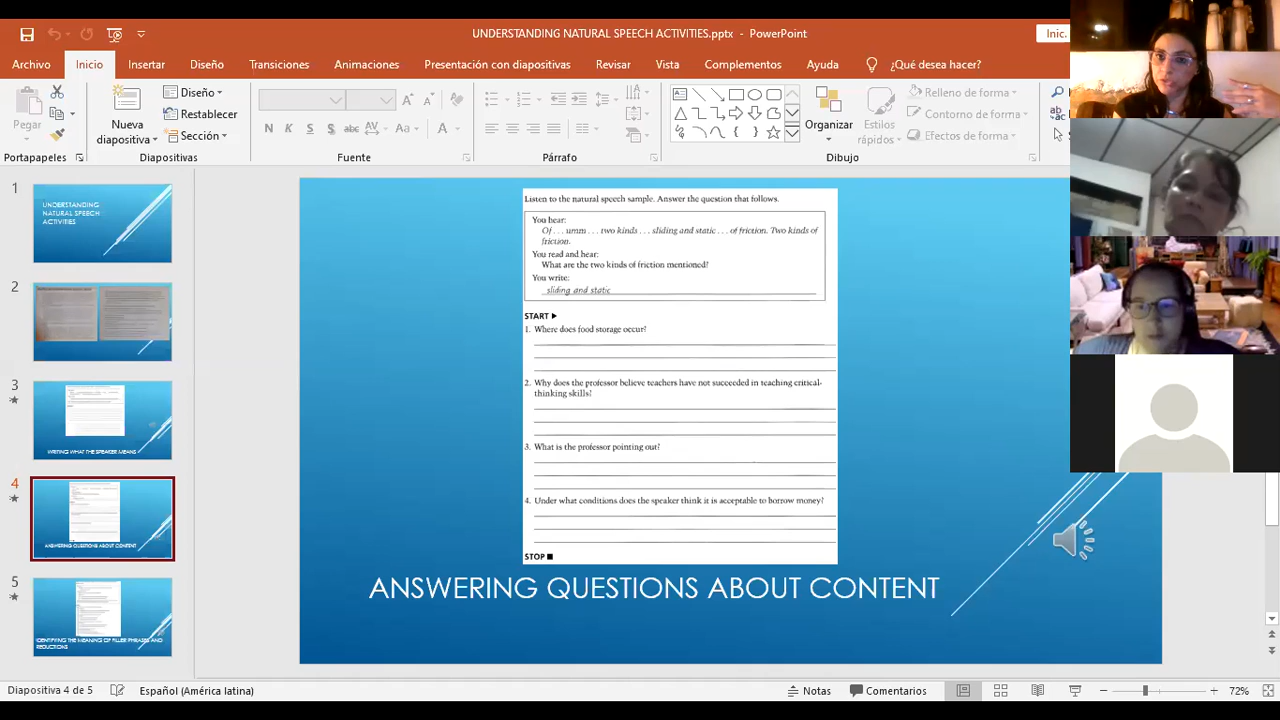 UNDERSTANDING NATURAL SPEECH ACTIVITIES.pptx - PowerPoint
Inic.
Archivo Inicio Insertar Diseño Transiciones Animaciones Presentación con diapositivas Revisar Vista Complementos Ayuda ¿Qué desea hacer?
Pegar
Nueva
diapositiva
Diseño
Restablecer
Sección
N K S S abc AV Aa A
Organizar
Estilos
rápidos
Relleno de forma
Contorno de forma
Efectos de forma
Portapapeles Diapositivas Fuente Párrafo Dibujo
1
UNDERSTANDING
NATURAL SPEECH
ACTIVITIES
2
3
WRITING WHAT THE SPEAKER MEANS
4
ANSWERING QUESTIONS ABOUT CONTENT
5
IDENTIFYING THE MEANING OF FILLER PHRASES AND
REDUCTIONS
Listen to the natural speech sample. Answer the question that follows.
You hear:
Of . . . umm . . . two kinds . . . sliding and static . . . of friction. Two kinds of
friction.
You read and hear:
What are the two kinds of friction mentioned?
You write:
sliding and static
START
1. Where does food storage occur?
2. Why does the professor believe teachers have not succeeded in teaching critical-
thinking skills?
3. What is the professor pointing out?
4. Under what conditions does the speaker think it is acceptable to borrow money?
STOP
ANSWERING QUESTIONS ABOUT CONTENT
Diapositiva 4 de 5 Español (América latina) Notas Comentarios 72%